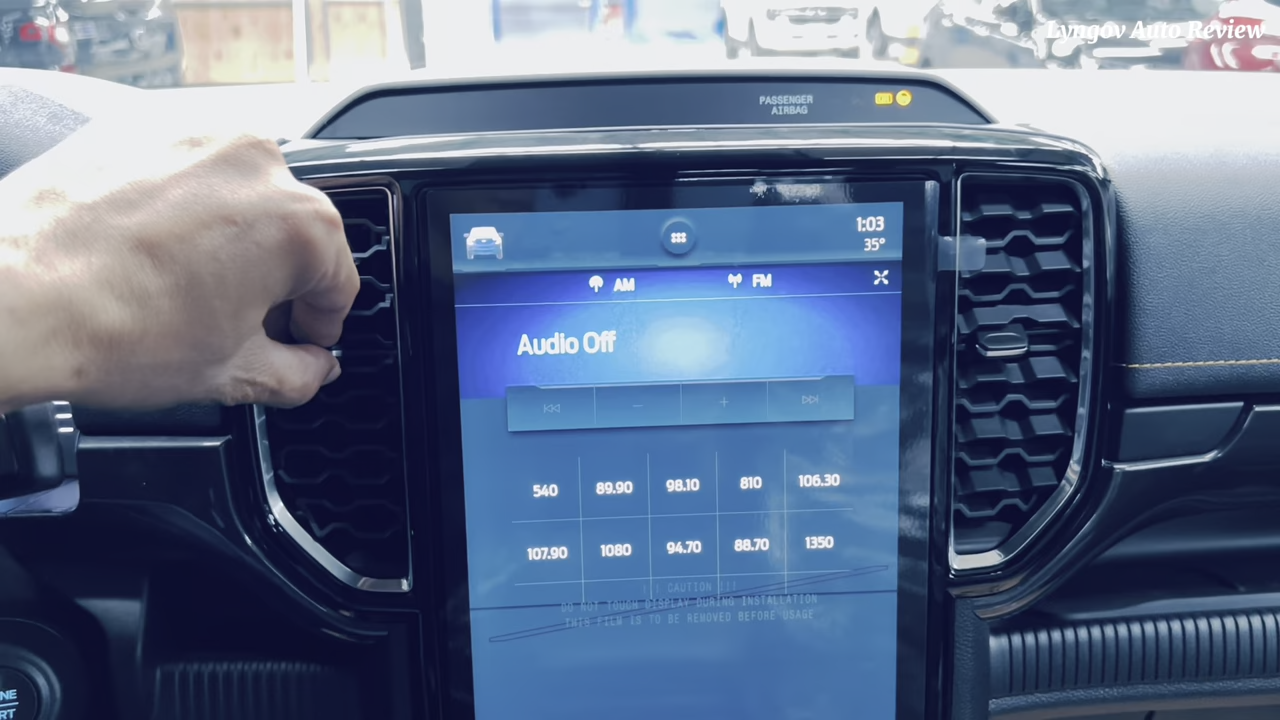 Lyngov Auto Review
PASSENGER
AIRBAG
1:03
35°
AM
FM
Audio Off
540
89.90
98.10
810
106.30
107.90
1080
94.70
88.70
1350
!! CAUTION !!!
DO NOT TOUCH DISPLAY DURING INSTALLATION
THIS FILM IS TO BE REMOVED BEFORE USAGE